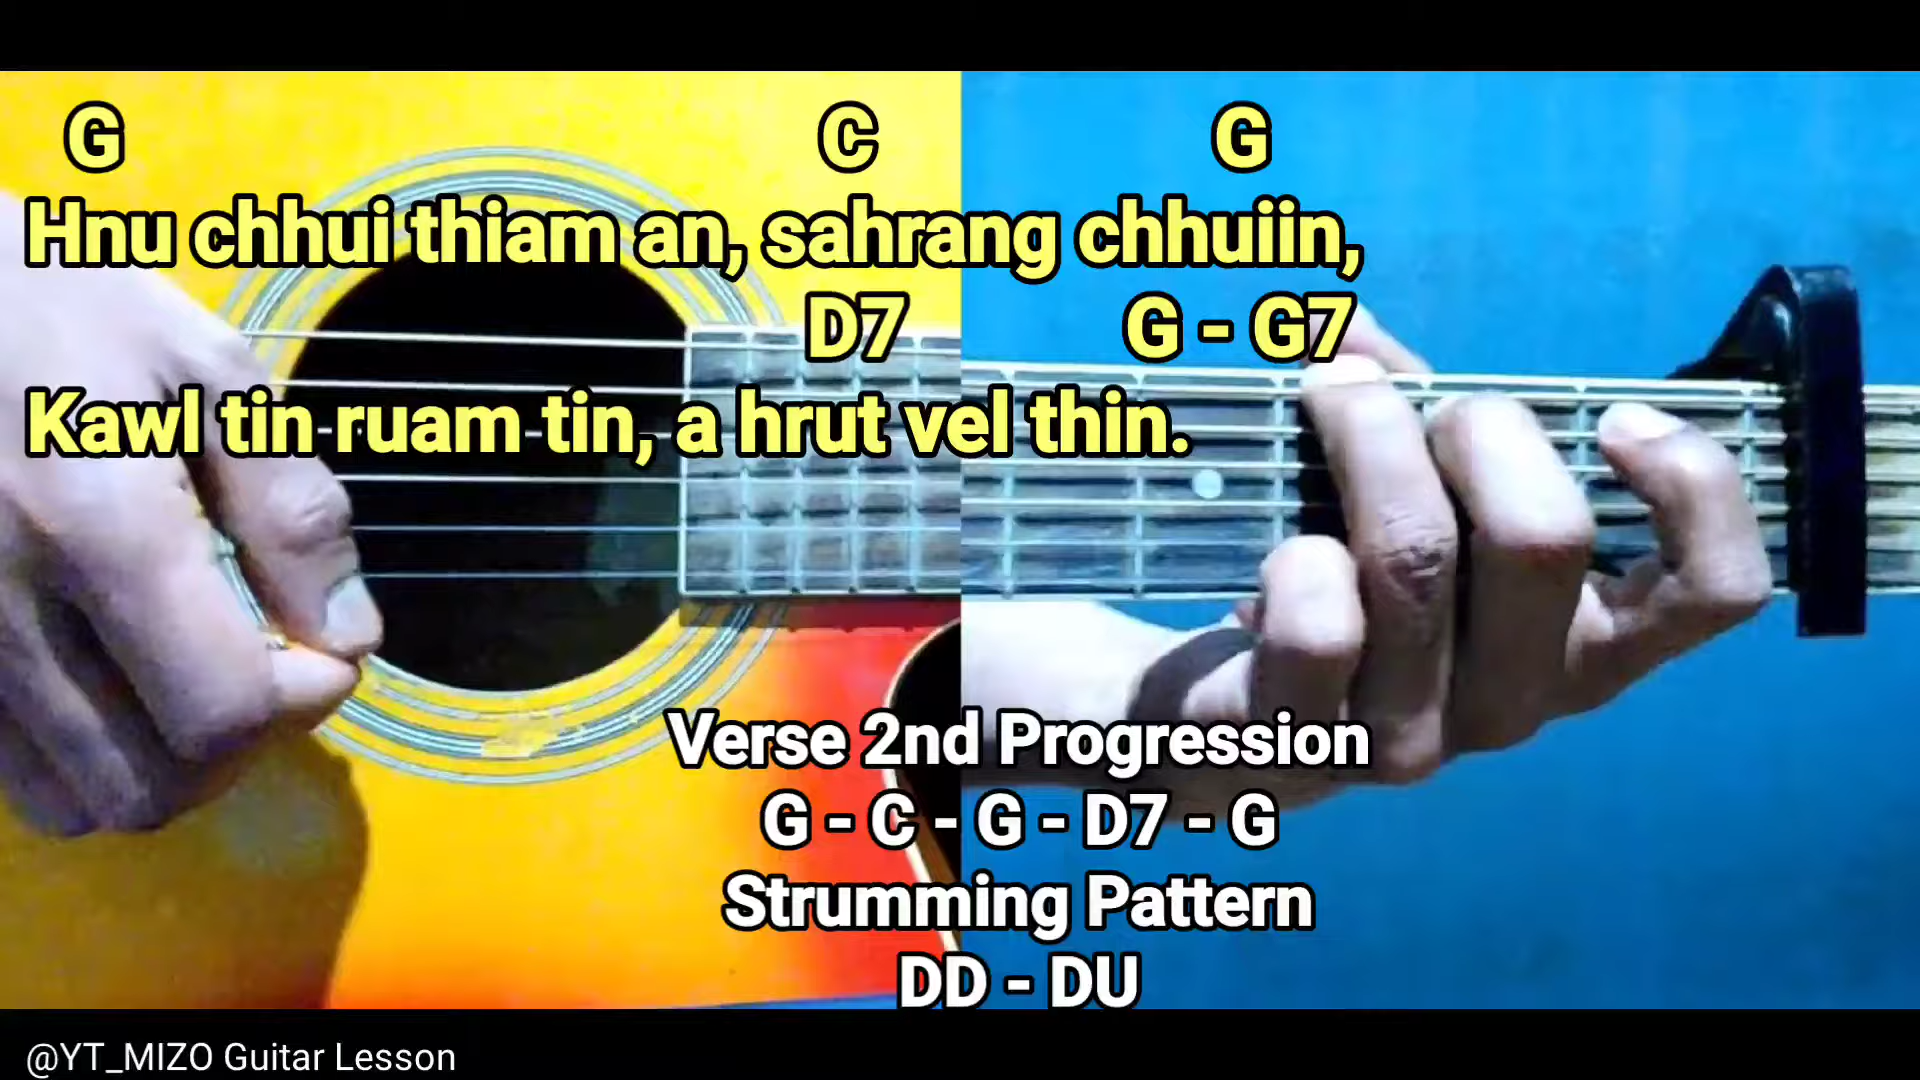 G C G
Hnu chhui thiam an, sahrang chhuiin,
D7 G - G7
Kawl tin ruam tin, a hrut vel thin.
Verse 2nd Progression
G - C - G - D7 - G
Strumming Pattern
DD - DU
@YT_MIZO Guitar Lesson